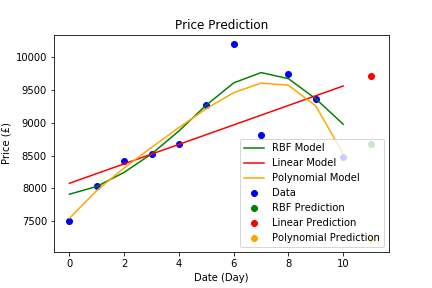 Price Prediction
Price (£)
10000
9500
9000
8500
8000
7500
RBF Model
Linear Model
Polynomial Model
Data
RBF Prediction
Linear Prediction
Polynomial Prediction
0 2 4 6 8 10
Date (Day)